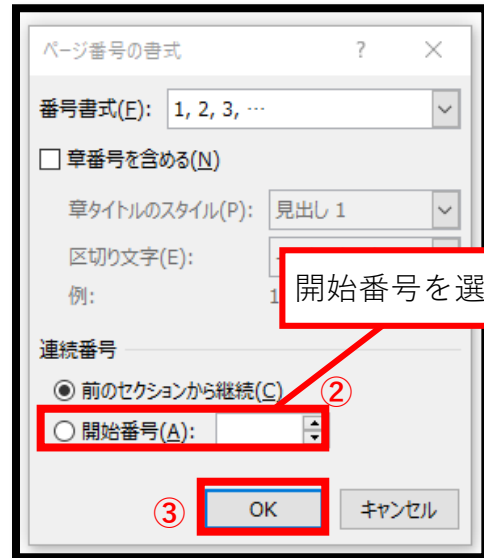 ページ番号の書式 ?
番号書式(F): 1, 2, 3, …
章番号を含める(N)
章タイトルのスタイル(P): 見出し 1
区切り文字(E):
例:
開始番号を選
連続番号
前のセクションから継続(C)
②
開始番号(A):
③ OK キャンセル